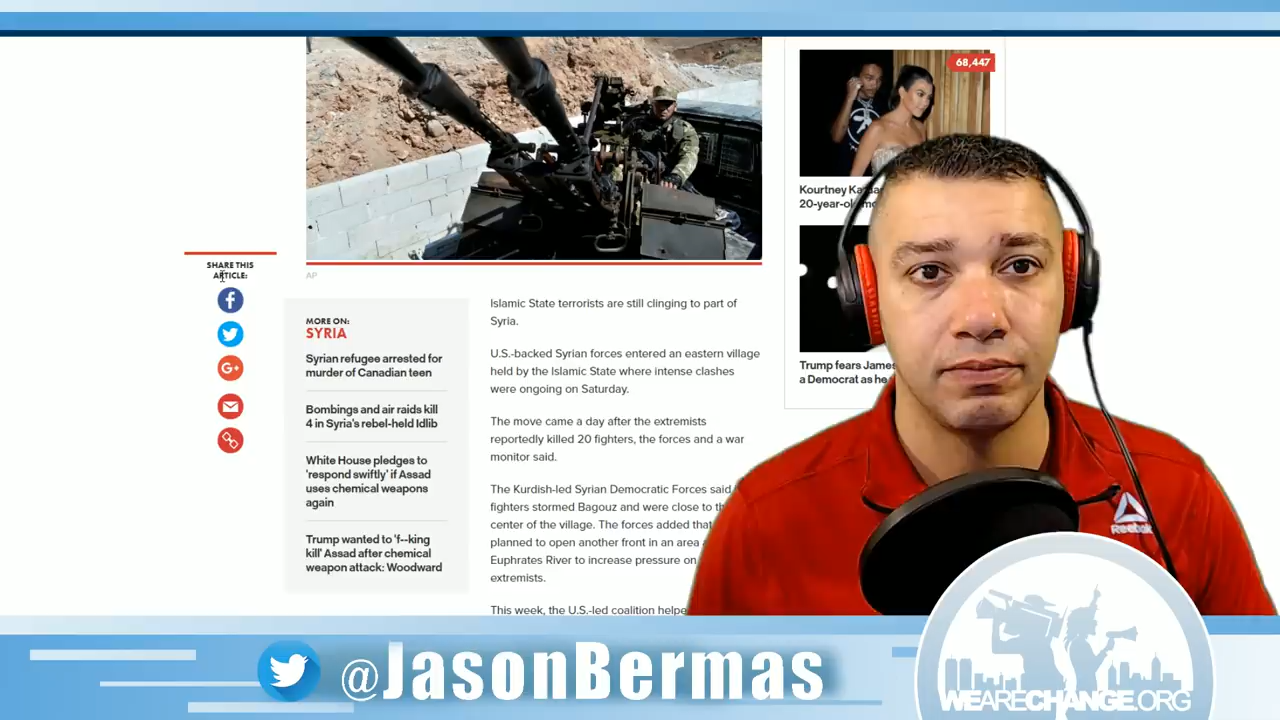 68,447
Kourtney Ka
20-year-ol
Trump fears James
a Democrat as he
SHARE THIS
ARTICLE:
AP
MORE ON:
SYRIA
Syrian refugee arrested for
murder of Canadian teen
Bombings and air raids kill
4 in Syria's rebel-held Idlib
White House pledges to
'respond swiftly' if Assad
uses chemical weapons
again
Trump wanted to 'f--king
kill' Assad after chemical
weapon attack: Woodward
Islamic State terrorists are still clinging to part of
Syria.
U.S.-backed Syrian forces entered an eastern village
held by the Islamic State where intense clashes
were ongoing on Saturday.
The move came a day after the extremists
reportedly killed 20 fighters, the forces and a war
monitor said.
The Kurdish-led Syrian Democratic Forces said
fighters stormed Bagouz and were close to th
center of the village. The forces added that
planned to open another front in an area
Euphrates River to increase pressure on
extremists.
This week, the U.S.-led coalition helpe
Reebok
@JasonBermas
WEARECHANGE.ORG